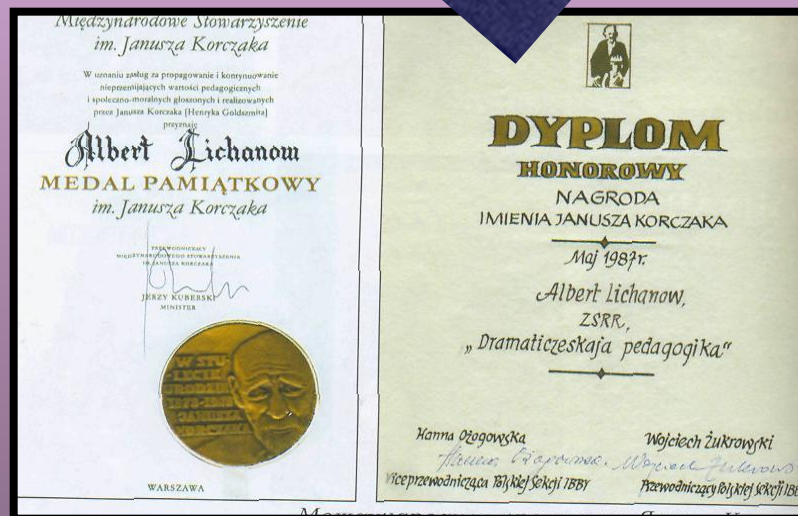 Międzynarodowe Stowarzyszenie
im. Janusza Korczaka
W uznaniu zasług za propagowanie i kontynuowanie
nieprzemijających wartości pedagogicznych
i społeczno-moralnych głoszonych i realizowanych
przez Janusza Korczaka [Henryka Goldszmita]
przyznaje
Albert Lichanow
MEDAL PAMIĄTKOWY
im. Janusza Korczaka
PRZEWODNICZĄCY
MIĘDZYNARODOWEGO STOWARZYSZENIA
IM. JANUSZA KORCZAKA
JERZY KUBERSKI
MINISTER
WARSZAWA
DYPLOM
HONOROWY
NAGRODA
IMIENIA JANUSZA KORCZAKA
Maj 1987r.
Albert Lichanow,
ZSRR,
„Dramaticzeskaja pedagogika"
Hanna Ożogowska
Wiceprzewodnicząca Polskiej Sekcji IBBY
Wojciech Żukrowski
Przewodniczący Polskiej Sekcji IBB